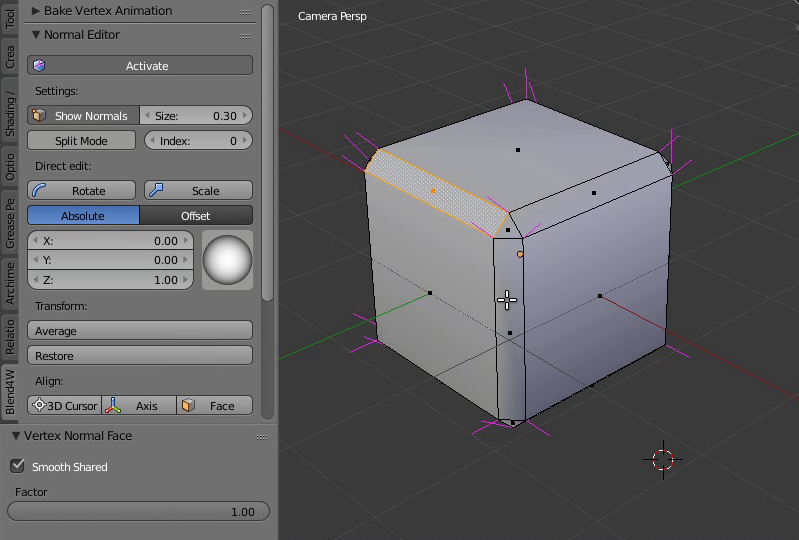 Camera Persp
Tool
Crea
Shading /
Optio
Grease Pe
Archime
Relatio
Blend4W
Bake Vertex Animation
Normal Editor
Activate
Settings:
Show Normals Size: 0.30
Split Mode Index: 0
Direct edit:
Rotate Scale
Absolute Offset
X: 0.00
Y: 0.00
Z: 1.00
Transform:
Average
Restore
Align:
3D Cursor Axis Face
Vertex Normal Face
Smooth Shared
Factor
1.00